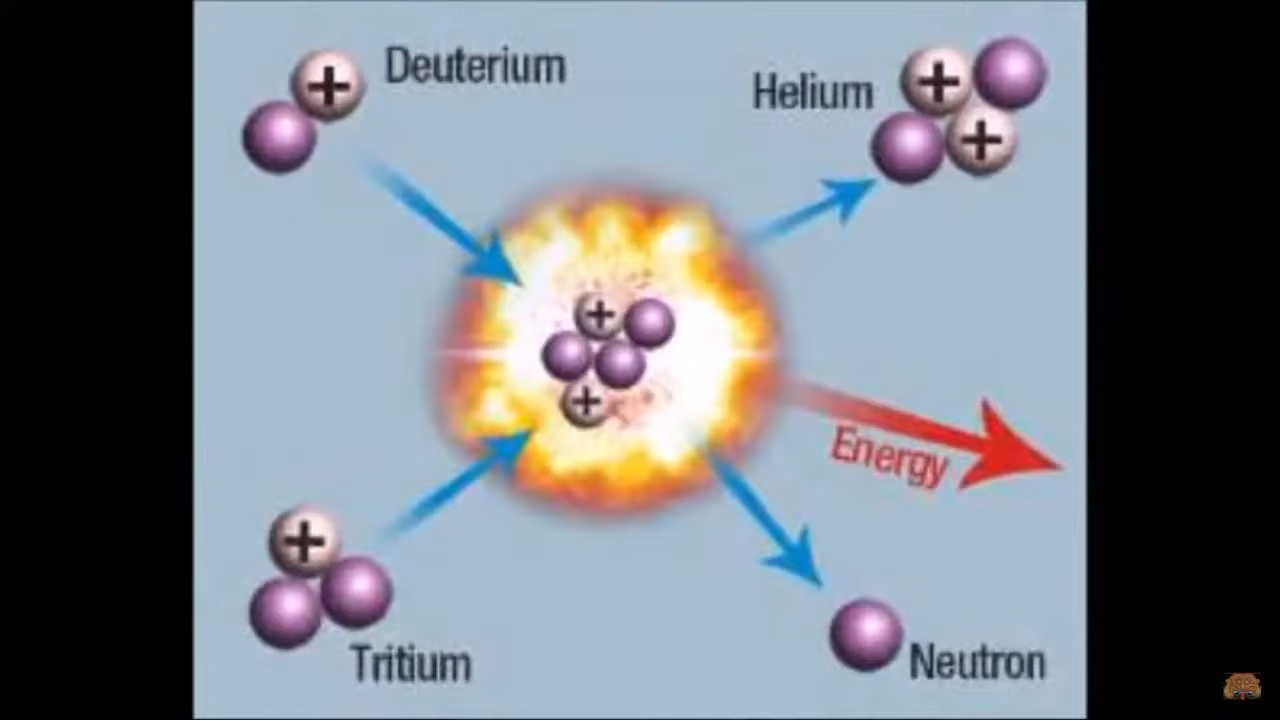 Deuterium
Helium
+
+
+
+
+
Energy
+
Tritium
Neutron